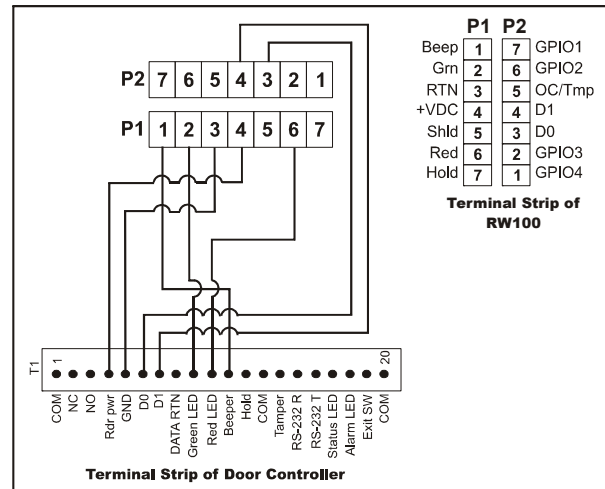 P1 P2
Beep 1 7 GPIO1
Grn 2 6 GPIO2
RTN 3 5 OC/Tmp
+VDC 4 4 D1
Shld 5 3 D0
Red 6 2 GPIO3
Hold 7 1 GPIO4
Terminal Strip of
RW100
P2 7 6 5 4 3 2 1
P1 1 2 3 4 5 6 7
T1
1
20
COM
NC
NO
Rdr pwr
GND
D0
D1
DATA RTN
Green LED
Red LED
Beeper
Hold
COM
Tamper
RS-232 R
RS-232 T
Status LED
Alarm LED
Exit SW
COM
Terminal Strip of Door Controller